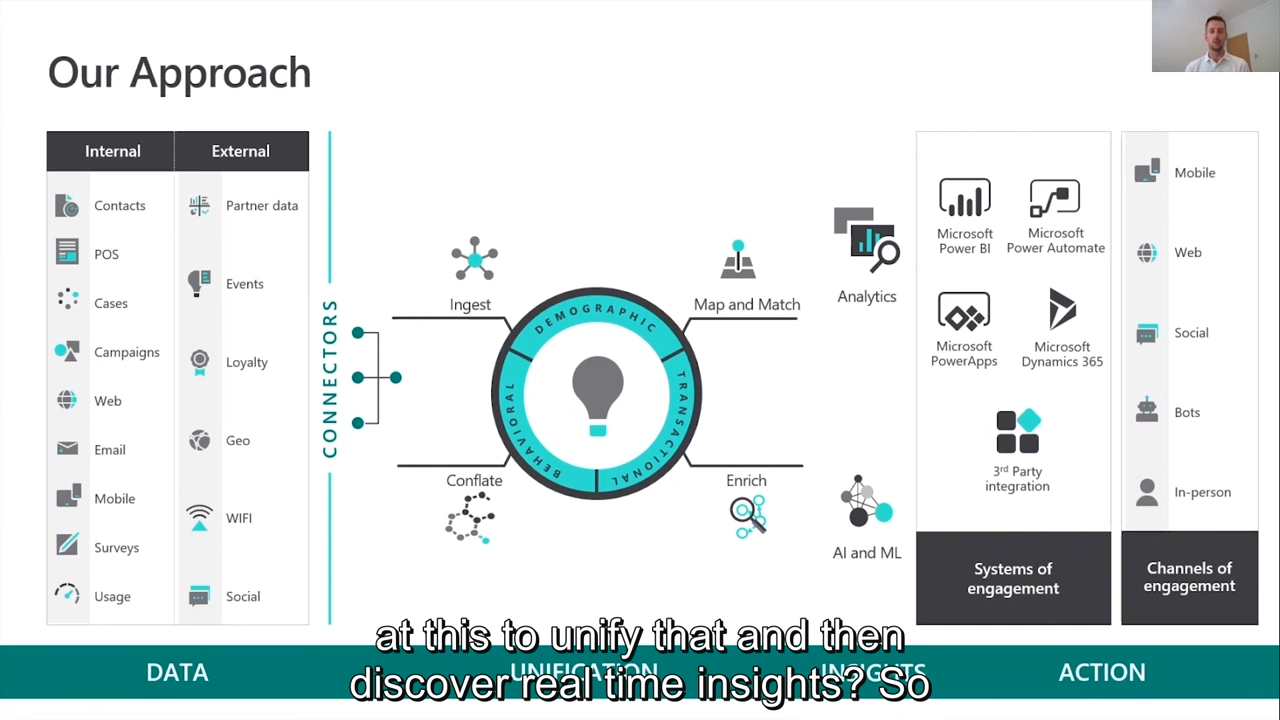 Our Approach
Internal
External
Contacts
POS
Cases
Campaigns
Web
Email
Mobile
Surveys
Usage
Partner data
Events
Loyalty
Geo
WIFI
Social
CONNECTORS
Ingest
Map and Match
DEMOGRAPHIC
TRANSACTIONAL
BEHAVIORAL
Conflate
Enrich
Analytics
AI and ML
Microsoft
Power BI
Microsoft
Power Automate
Microsoft
PowerApps
Microsoft
Dynamics 365
3rd Party
integration
Systems of
engagement
Mobile
Web
Social
Bots
In-person
Channels of
engagement
DATA
UNIFICATION
INSIGHTS
ACTION
at this to unify that and then
discover real time insights? So